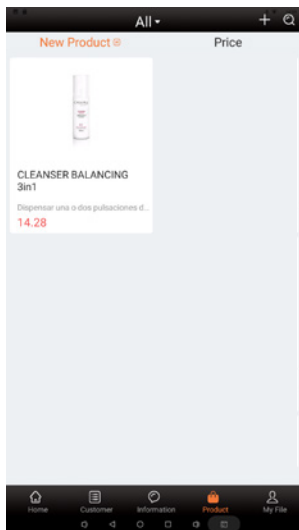 All
New Product
Price
CLEANSER BALANCING
3in1
Dispensar una o dos pulsaciones d...
14.28
Home
Customer
Information
Product
My File